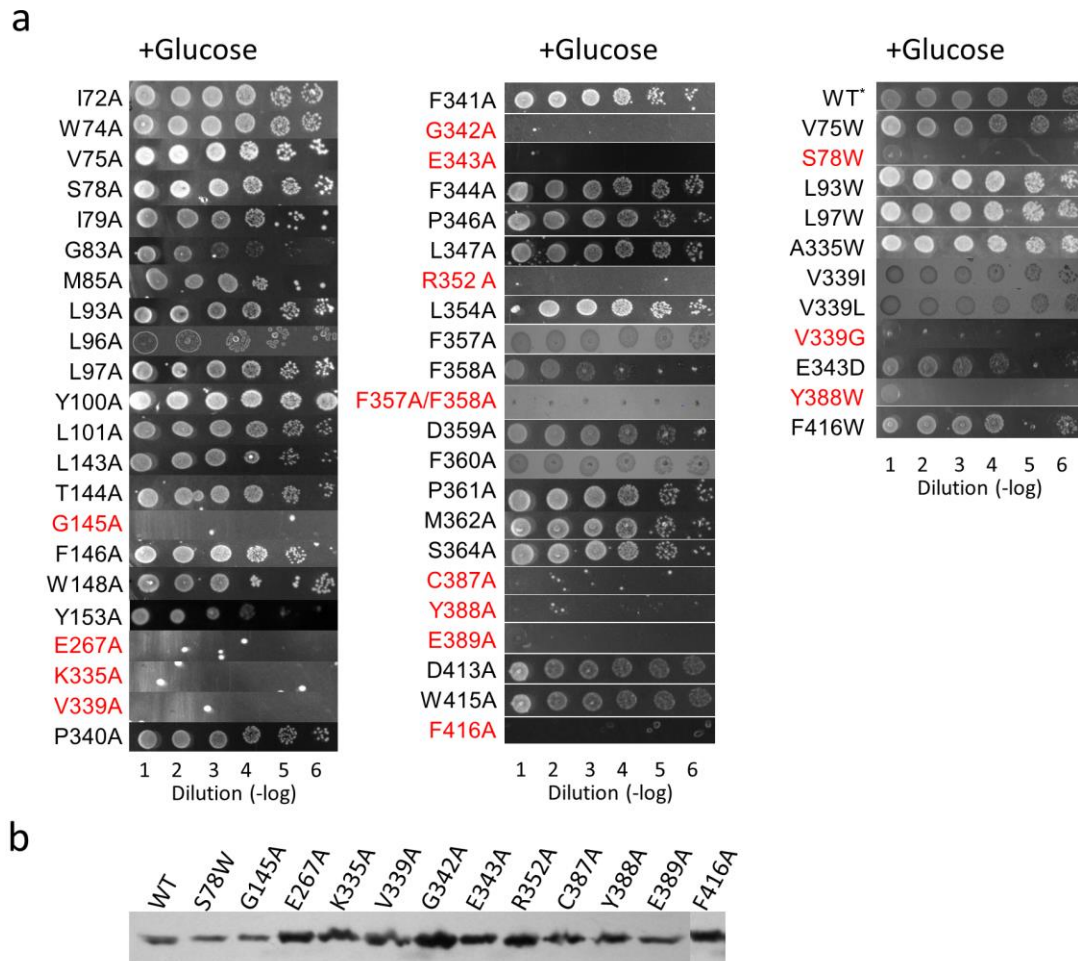 a
+Glucose
I72A
W74A
V75A
S78A
I79A
G83A
M85A
L93A
L96A
L97A
Y100A
L101A
L143A
T144A
G145A
F146A
W148A
Y153A
E267A
K335A
V339A
P340A
1 2 3 4 5 6
Dilution (-log)
+Glucose
F341A
G342A
E343A
F344A
P346A
L347A
R352 A
L354A
F357A
F358A
F357A/F358A
D359A
F360A
P361A
M362A
S364A
C387A
Y388A
E389A
D413A
W415A
F416A
1 2 3 4 5 6
Dilution (-log)
+Glucose
WT*
V75W
S78W
L93W
L97W
A335W
V339I
V339L
V339G
E343D
Y388W
F416W
1 2 3 4 5 6
Dilution (-log)
b
WT S78W G145A E267A K335A V339A G342A E343A R352A C387A Y388A E389A F416A